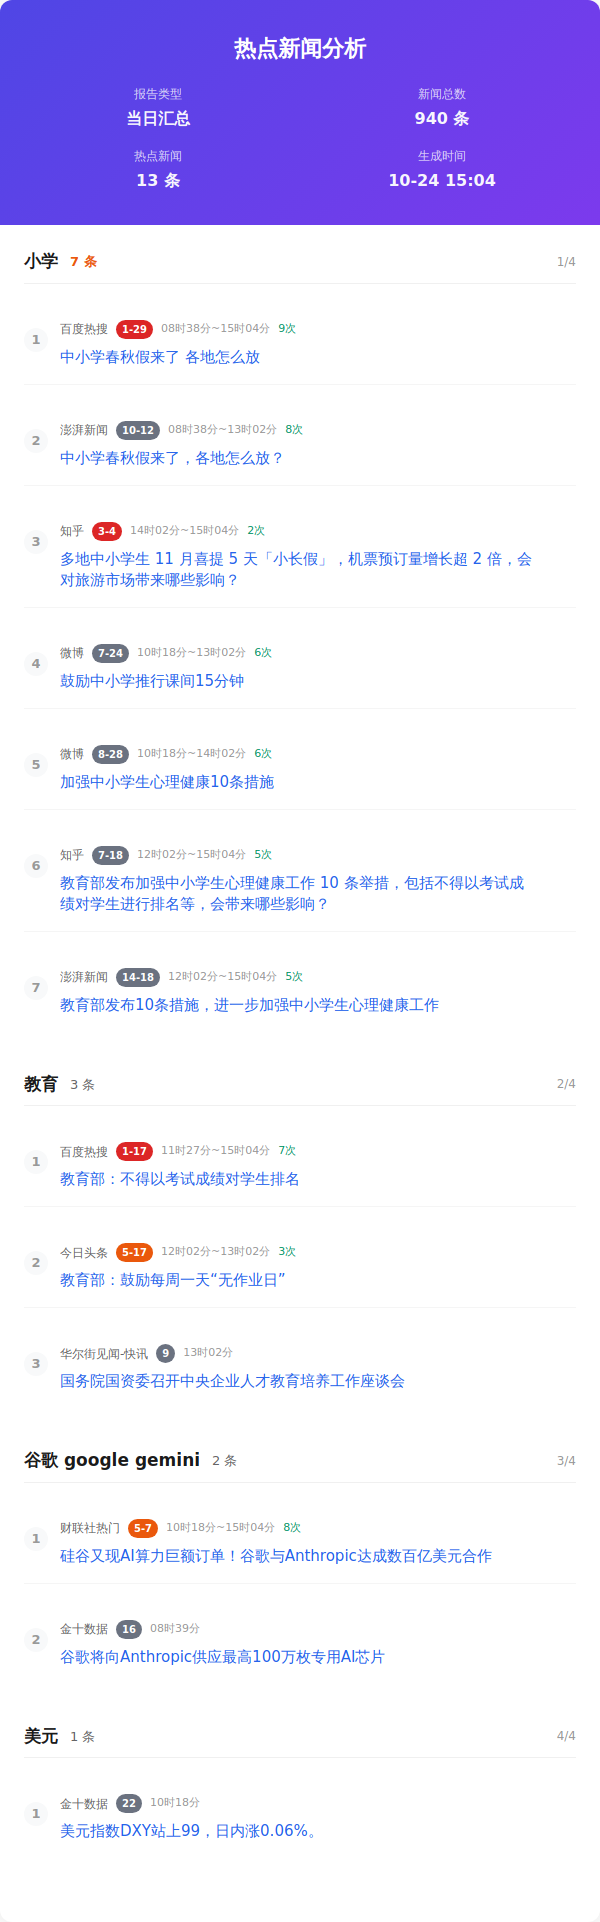 热点新闻分析
报告类型
新闻总数
当日汇总
940 条
热点新闻
生成时间
13 条
10-24 15:04
小学 7 条 1/4
1
百度热搜 1-29 08时38分~15时04分 9次
中小学春秋假来了 各地怎么放
2
澎湃新闻 10-12 08时38分~13时02分 8次
中小学春秋假来了，各地怎么放？
3
知乎 3-4 14时02分~15时04分 2次
多地中小学生 11 月喜提 5 天「小长假」，机票预订量增长超 2 倍，会
对旅游市场带来哪些影响？
4
微博 7-24 10时18分~13时02分 6次
鼓励中小学推行课间15分钟
5
微博 8-28 10时18分~14时02分 6次
加强中小学生心理健康10条措施
6
知乎 7-18 12时02分~15时04分 5次
教育部发布加强中小学生心理健康工作 10 条举措，包括不得以考试成
绩对学生进行排名等，会带来哪些影响？
7
澎湃新闻 14-18 12时02分~15时04分 5次
教育部发布10条措施，进一步加强中小学生心理健康工作
教育 3 条 2/4
1
百度热搜 1-17 11时27分~15时04分 7次
教育部：不得以考试成绩对学生排名
2
今日头条 5-17 12时02分~13时02分 3次
教育部：鼓励每周一天“无作业日”
3
华尔街见闻-快讯 9 13时02分
国务院国资委召开中央企业人才教育培养工作座谈会
谷歌 google gemini 2 条 3/4
1
财联社热门 5-7 10时18分~15时04分 8次
硅谷又现AI算力巨额订单！谷歌与Anthropic达成数百亿美元合作
2
金十数据 16 08时39分
谷歌将向Anthropic供应最高100万枚专用AI芯片
美元 1 条 4/4
1
金十数据 22 10时18分
美元指数DXY站上99，日内涨0.06%。